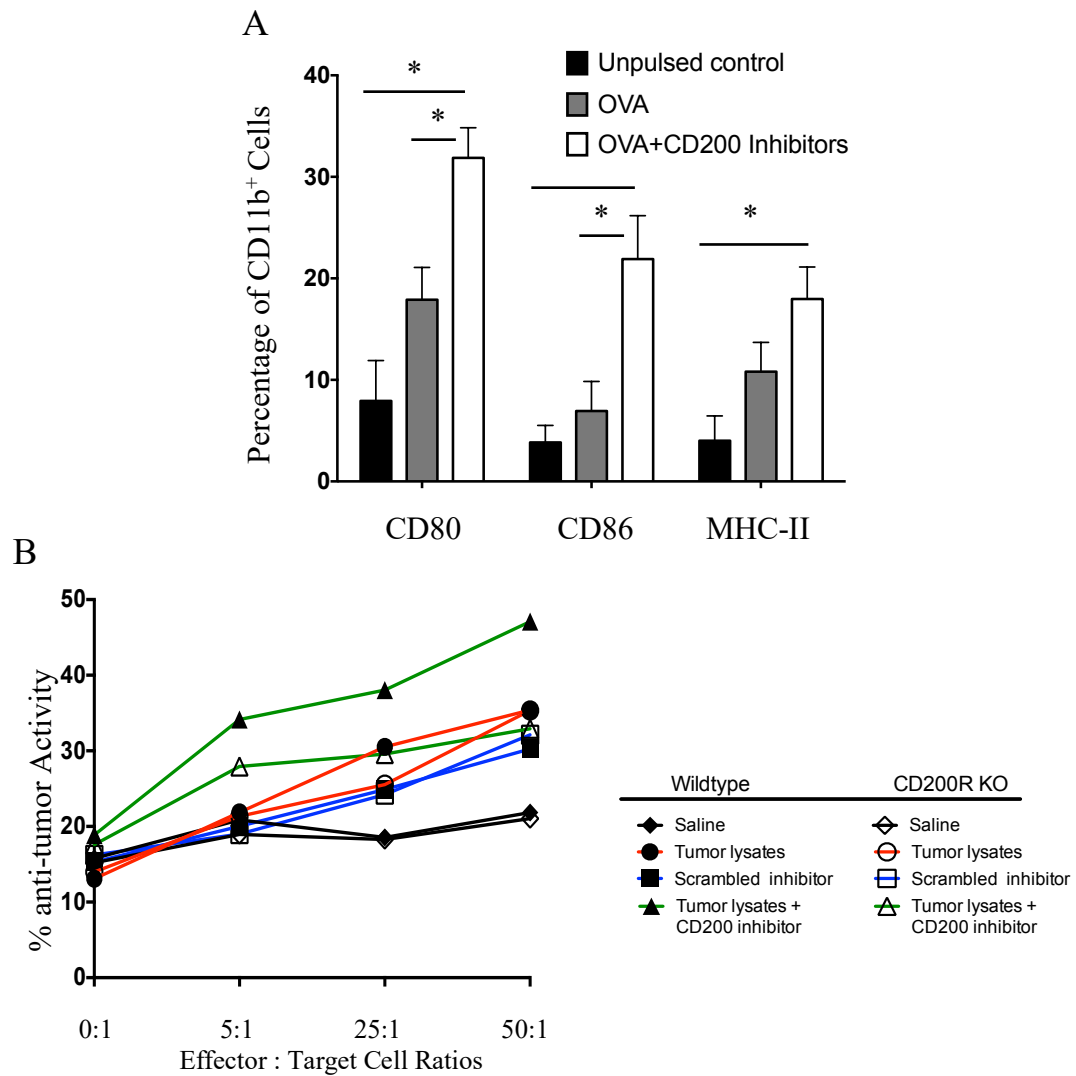 A
Unpulsed control
OVA
OVA+CD200 Inhibitors
Percentage of CD11b+ Cells
40
30
20
10
0
*
*
*
*
CD80 CD86 MHC-II
B
% anti-tumor Activity
50
40
30
20
10
0
0:1 5:1 25:1 50:1
Effector : Target Cell Ratios
Wildtype CD200R KO
Saline Saline
Tumor lysates Tumor lysates
Scrambled inhibitor Scrambled inhibitor
Tumor lysates + Tumor lysates +
CD200 inhibitor CD200 inhibitor